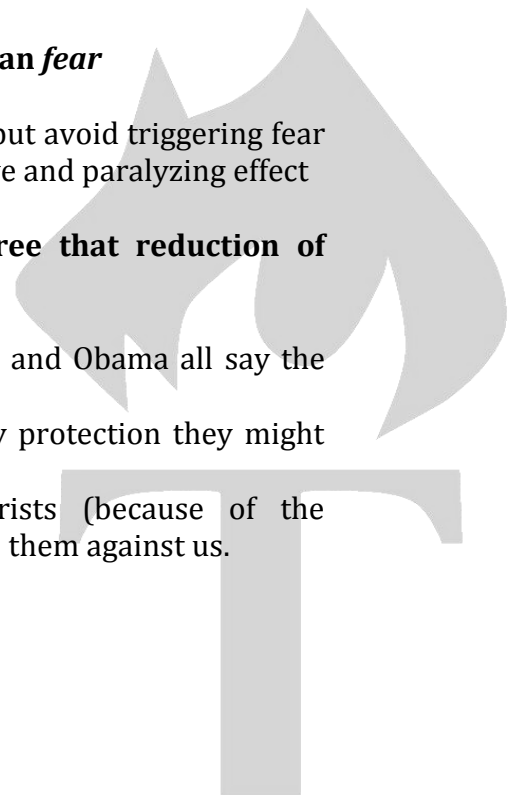 an fear
out avoid triggering fear
e and paralyzing effect
ree that reduction of
and Obama all say the
protection they might
rists (because of the
them against us.